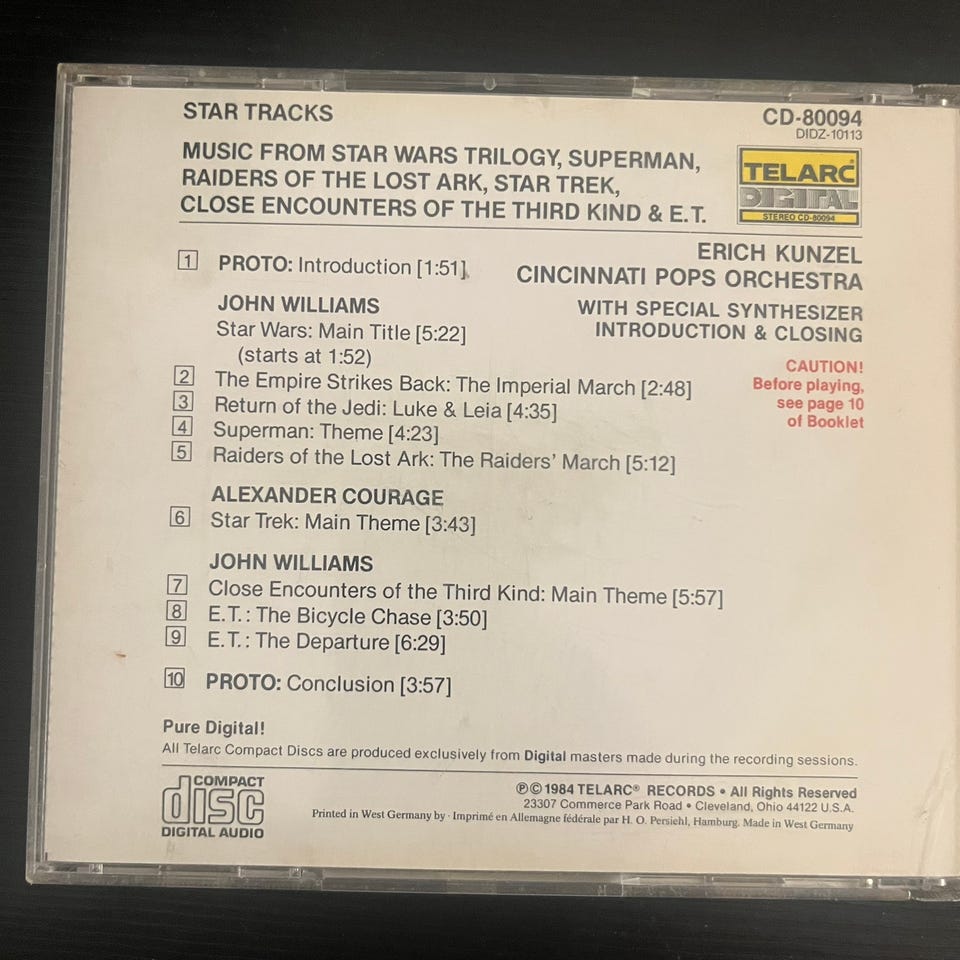 STAR TRACKS
CD-80094
DIDZ-10113
MUSIC FROM STAR WARS TRILOGY, SUPERMAN,
RAIDERS OF THE LOST ARK, STAR TREK,
CLOSE ENCOUNTERS OF THE THIRD KIND & E.T.
TELARC®
DIGITAL
STEREO CD-80094
ERICH KUNZEL
CINCINNATI POPS ORCHESTRA
WITH SPECIAL SYNTHESIZER
INTRODUCTION & CLOSING
CAUTION!
Before playing,
see page 10
of Booklet
1 PROTO: Introduction [1:51]
JOHN WILLIAMS
Star Wars: Main Title [5:22]
(starts at 1:52)
2 The Empire Strikes Back: The Imperial March [2:48]
3 Return of the Jedi: Luke & Leia [4:35]
4 Superman: Theme [4:23]
5 Raiders of the Lost Ark: The Raiders' March [5:12]
ALEXANDER COURAGE
6 Star Trek: Main Theme [3:43]
JOHN WILLIAMS
7 Close Encounters of the Third Kind: Main Theme [5:57]
8 E.T.: The Bicycle Chase [3:50]
9 E.T.: The Departure [6:29]
10 PROTO: Conclusion [3:57]
Pure Digital!
All Telarc Compact Discs are produced exclusively from Digital masters made during the recording sessions.
COMPACT
disc
DIGITAL AUDIO
℗©1984 TELARC® RECORDS • All Rights Reserved
23307 Commerce Park Road • Cleveland, Ohio 44122 U.S.A.
Printed in West Germany by · Imprimé en Allemagne fédérale par H. O. Persiehl, Hamburg. Made in West Germany